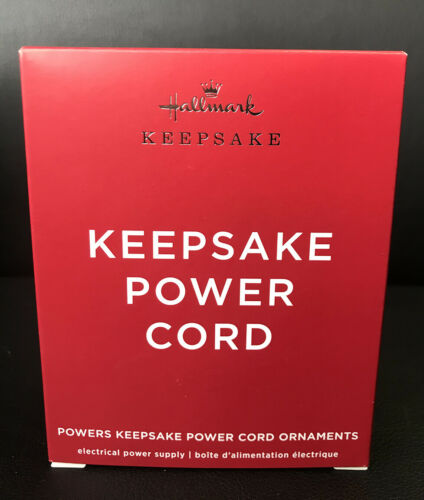 Hallmark
KEEPSAKE
KEEPSAKE
POWER
CORD
POWERS KEEPSAKE POWER CORD ORNAMENTS
electrical power supply | boîte d'alimentation électrique